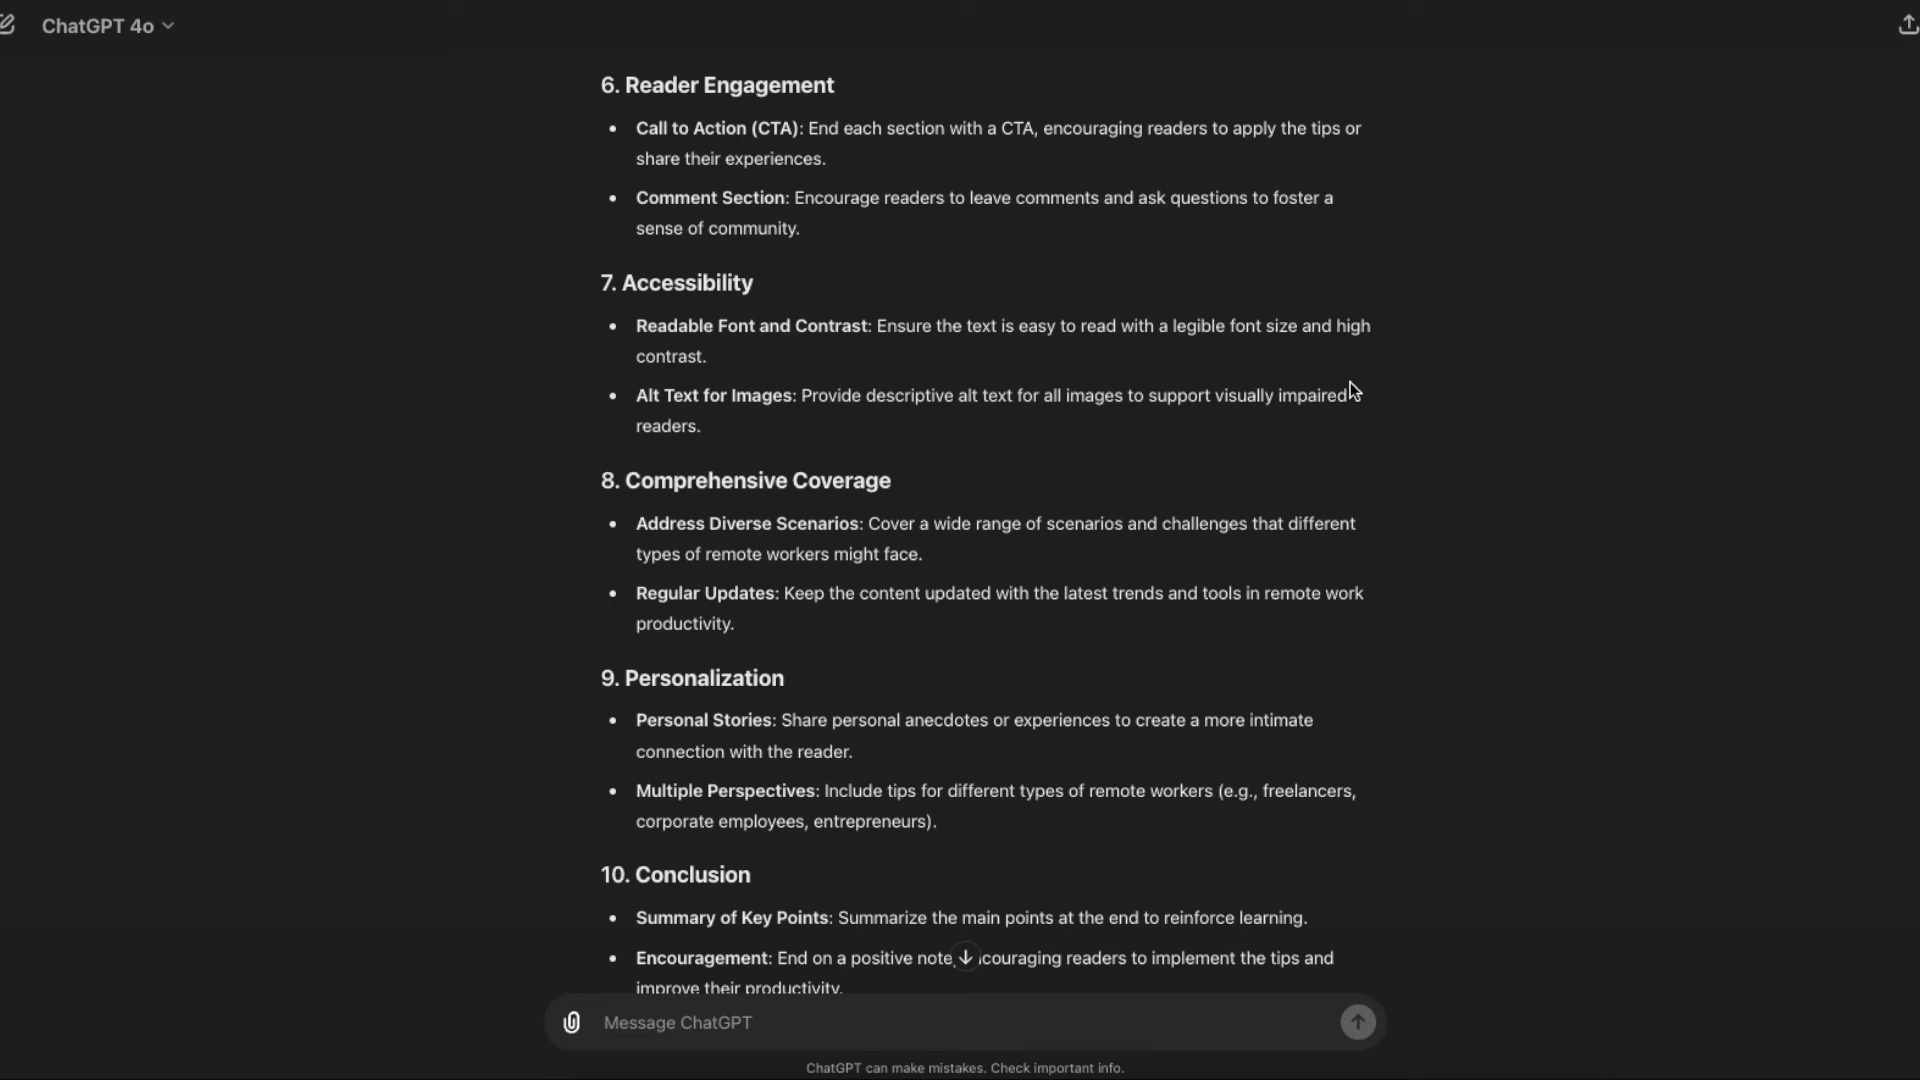 ChatGPT 4o
6. Reader Engagement
• Call to Action (CTA): End each section with a CTA, encouraging readers to apply the tips or
share their experiences.
• Comment Section: Encourage readers to leave comments and ask questions to foster a
sense of community.
7. Accessibility
• Readable Font and Contrast: Ensure the text is easy to read with a legible font size and high
contrast.
• Alt Text for Images: Provide descriptive alt text for all images to support visually impaired
readers.
8. Comprehensive Coverage
• Address Diverse Scenarios: Cover a wide range of scenarios and challenges that different
types of remote workers might face.
• Regular Updates: Keep the content updated with the latest trends and tools in remote work
productivity.
9. Personalization
• Personal Stories: Share personal anecdotes or experiences to create a more intimate
connection with the reader.
• Multiple Perspectives: Include tips for different types of remote workers (e.g., freelancers,
corporate employees, entrepreneurs).
10. Conclusion
• Summary of Key Points: Summarize the main points at the end to reinforce learning.
• Encouragement: End on a positive note, couraging readers to implement the tips and
improve their productivity.
Message ChatGPT
ChatGPT can make mistakes. Check important info.